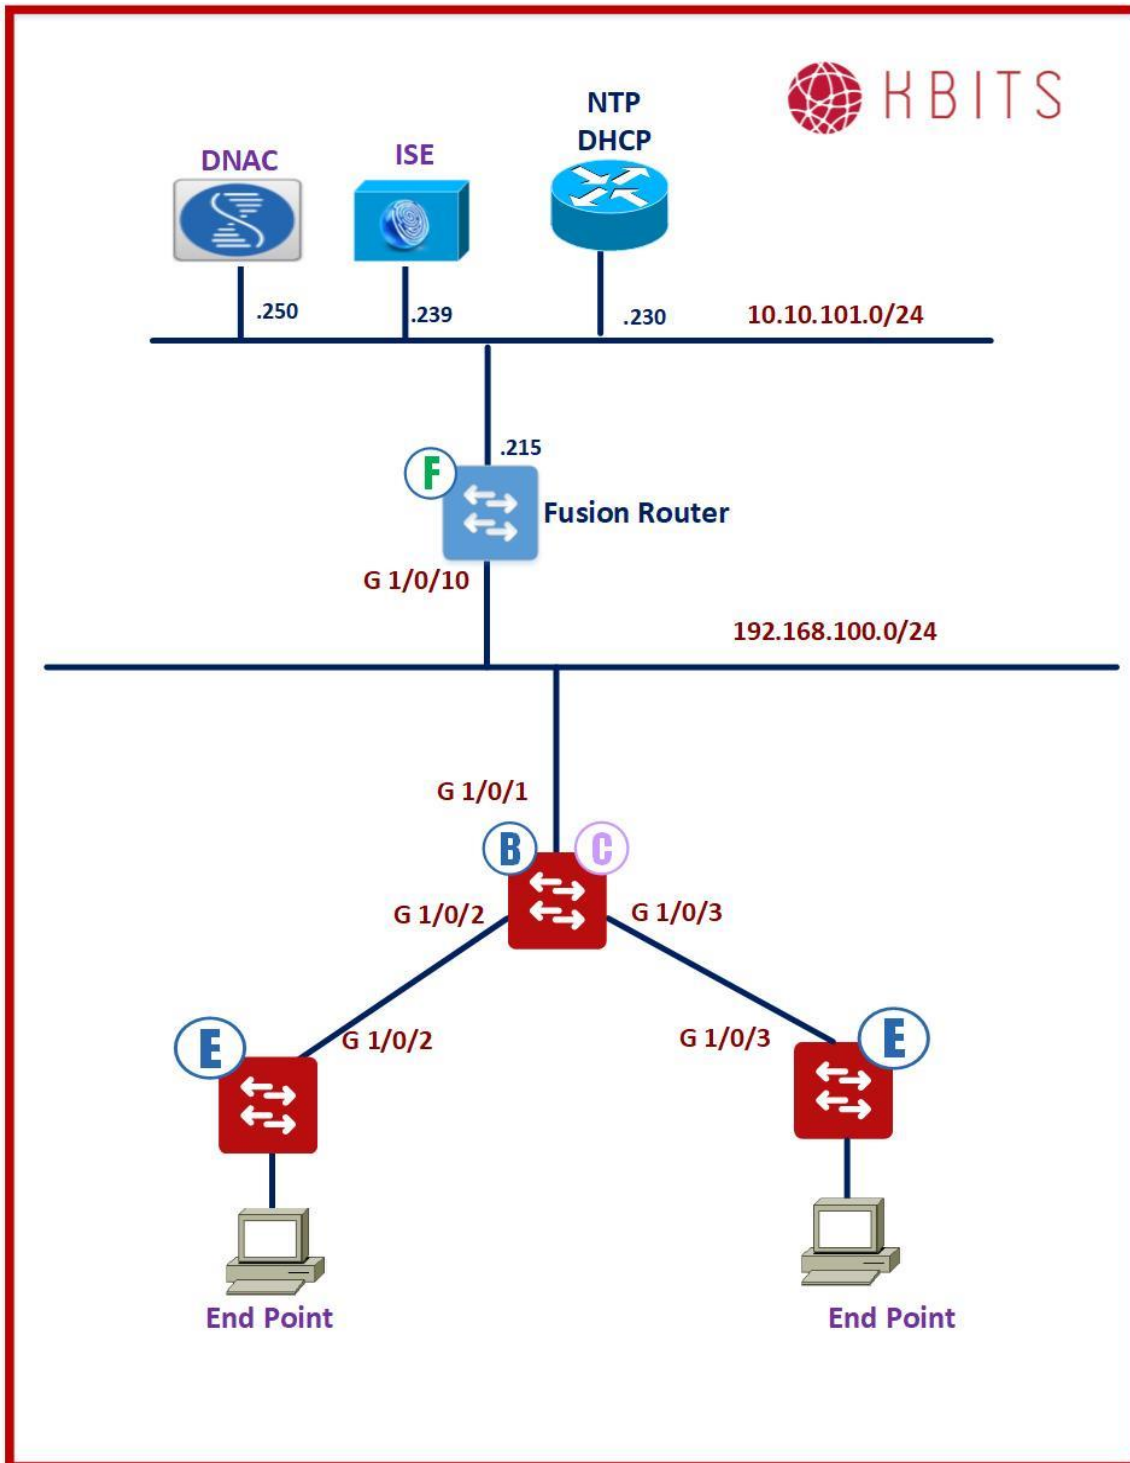 KBITS
NTP
DHCP
DNAC
ISE
.250
.239
.230
10.10.101.0/24
.215
F
Fusion Router
G 1/0/10
192.168.100.0/24
G 1/0/1
B
C
G 1/0/2
G 1/0/3
E
G 1/0/2
G 1/0/3
E
End Point
End Point